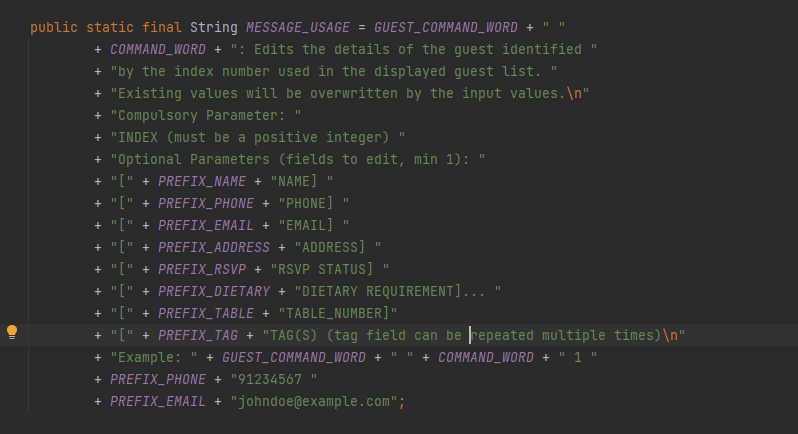 public static final String MESSAGE_USAGE = GUEST_COMMAND_WORD + " "
+ COMMAND_WORD + ": Edits the details of the guest identified "
+ "by the index number used in the displayed guest list. "
+ "Existing values will be overwritten by the input values.\n"
+ "Compulsory Parameter: "
+ "INDEX (must be a positive integer) "
+ "Optional Parameters (fields to edit, min 1): "
+ "[" + PREFIX_NAME + "NAME] "
+ "[" + PREFIX_PHONE + "PHONE] "
+ "[" + PREFIX_EMAIL + "EMAIL] "
+ "[" + PREFIX_ADDRESS + "ADDRESS] "
+ "[" + PREFIX_RSVP + "RSVP STATUS] "
+ "[" + PREFIX_DIETARY + "DIETARY REQUIREMENT]... "
+ "[" + PREFIX_TABLE + "TABLE_NUMBER]"
+ "[" + PREFIX_TAG + "TAG(S) (tag field can be repeated multiple times)\n"
+ "Example: " + GUEST_COMMAND_WORD + " " + COMMAND_WORD + " 1 "
+ PREFIX_PHONE + "91234567 "
+ PREFIX_EMAIL + "johndoe@example.com";